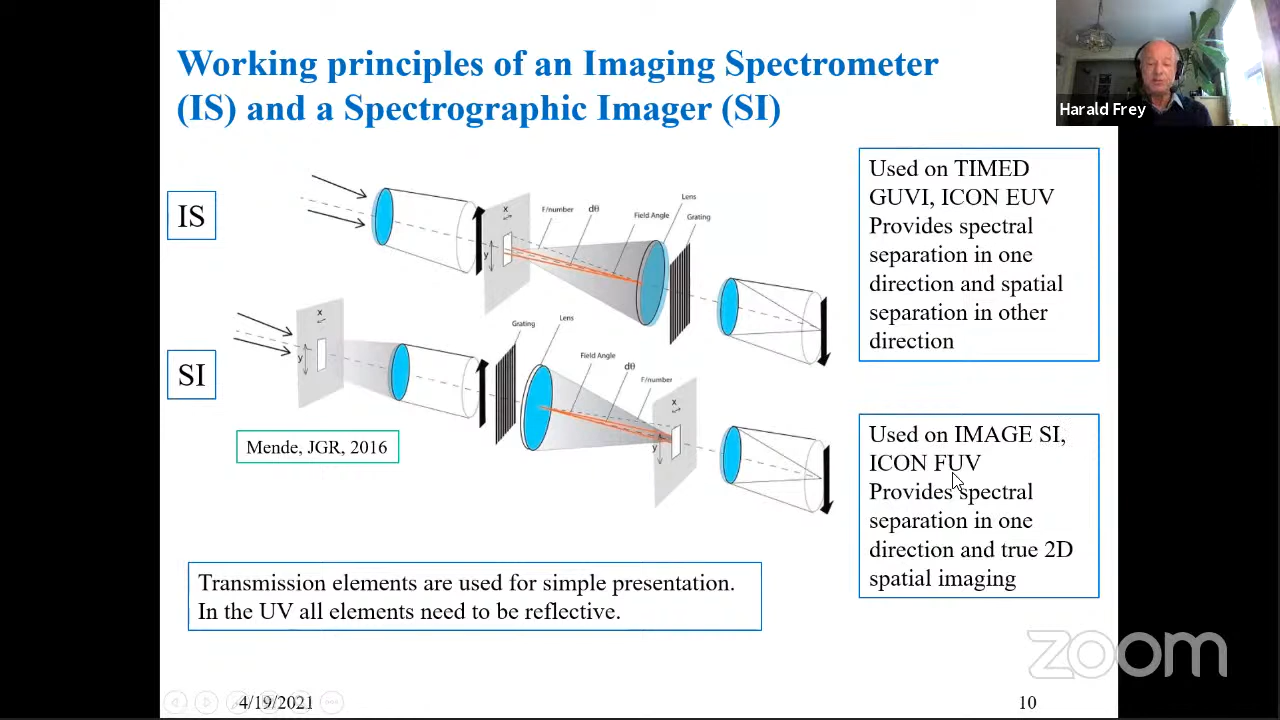 Working principles of an Imaging Spectrometer
(IS) and a Spectrographic Imager (SI)
Harald Frey
IS
x
y
F/number
dθ
Field Angle
Lens
Grating
Used on TIMED
GUVI, ICON EUV
Provides spectral
separation in one
direction and spatial
separation in other
direction
SI
x
y
Grating
Lens
Field Angle
dθ
F/number
x
y
Mende, JGR, 2016
Used on IMAGE SI,
ICON FUV
Provides spectral
separation in one
direction and true 2D
spatial imaging
Transmission elements are used for simple presentation.
In the UV all elements need to be reflective.
zoom
4/19/2021
10